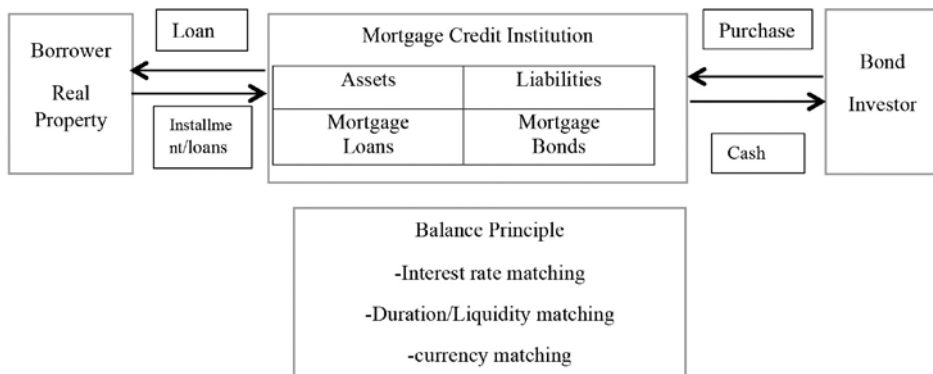 Borrower
Real
Property
Loan
Installme
nt/loans
Mortgage Credit Institution
Assets
Liabilities
Mortgage
Loans
Mortgage
Bonds
Purchase
Cash
Bond
Investor
Balance Principle
-Interest rate matching
-Duration/Liquidity matching
-currency matching